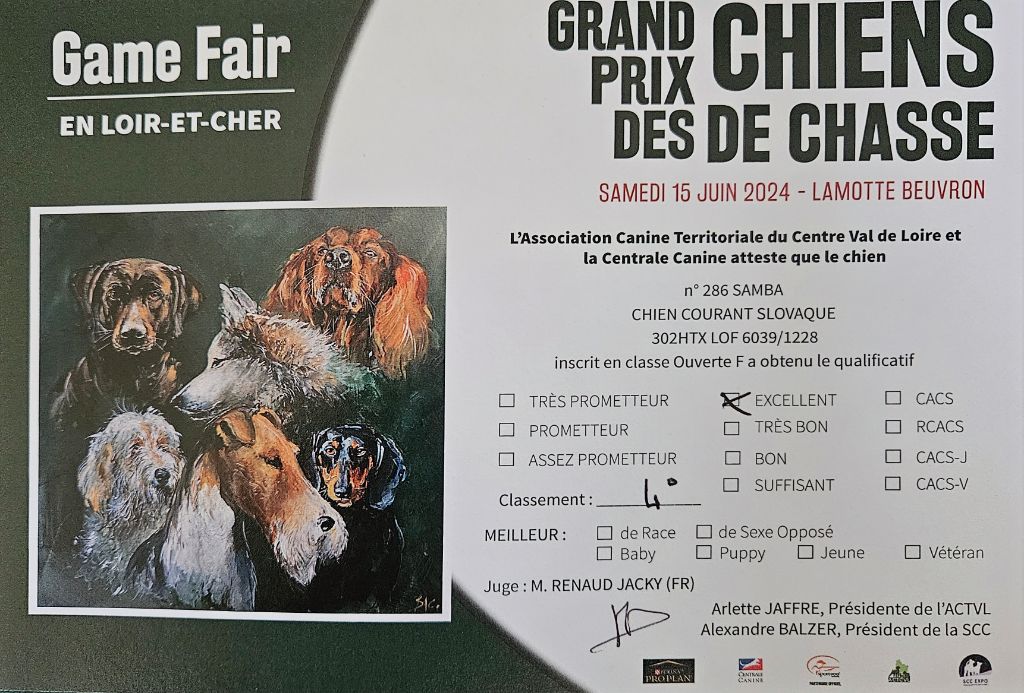 Game Fair
EN LOIR-ET-CHER
GRAND PRIX DES CHIENS DE CHASSE
SAMEDI 15 JUIN 2024 - LAMOTTE BEUVRON
L'Association Canine Territoriale du Centre Val de Loire et
la Centrale Canine atteste que le chien
n° 286 SAMBA
CHIEN COURANT SLOVAQUE
302HTX LOF 6039/1228
inscrit en classe Ouverte F a obtenu le qualificatif
TRÈS PROMETTEUR EXCELLENT CACS
PROMETTEUR TRÈS BON RCACS
ASSEZ PROMETTEUR BON CACS-J
SUFFISANT CACS-V
Classement : 4°
MEILLEUR : de Race de Sexe Opposé
Baby Puppy Jeune Vétéran
Juge : M. RENAUD JACKY (FR)
Arlette JAFFRE, Présidente de l'ACTVL
Alexandre BALZER, Président de la SCC
PRO PLAN
CENTRALE CANINE
SCC EXPO